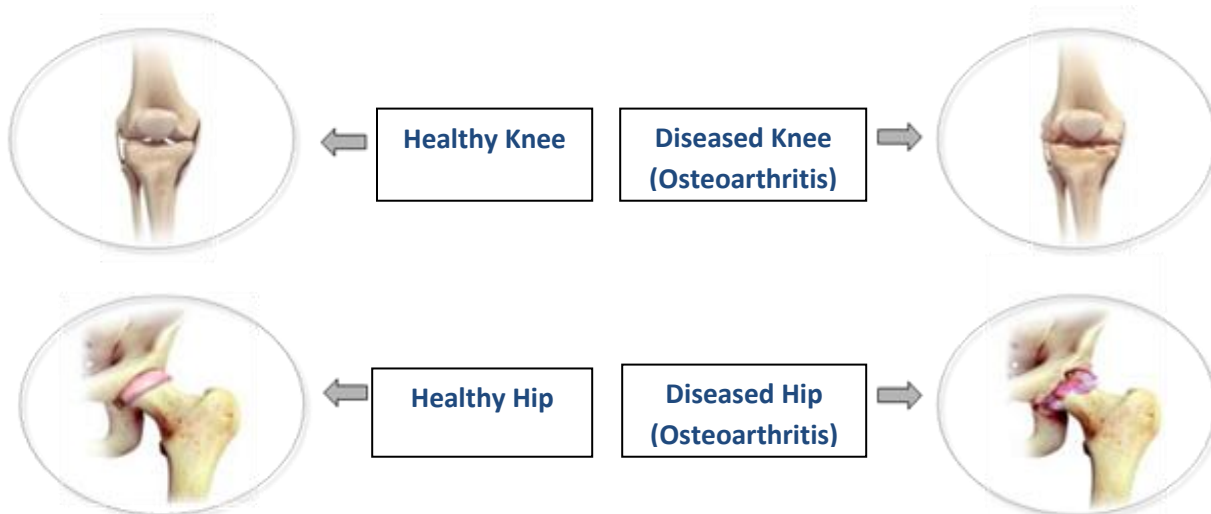 Healthy Knee
Diseased Knee
(Osteoarthritis)
Healthy Hip
Diseased Hip
(Osteoarthritis)